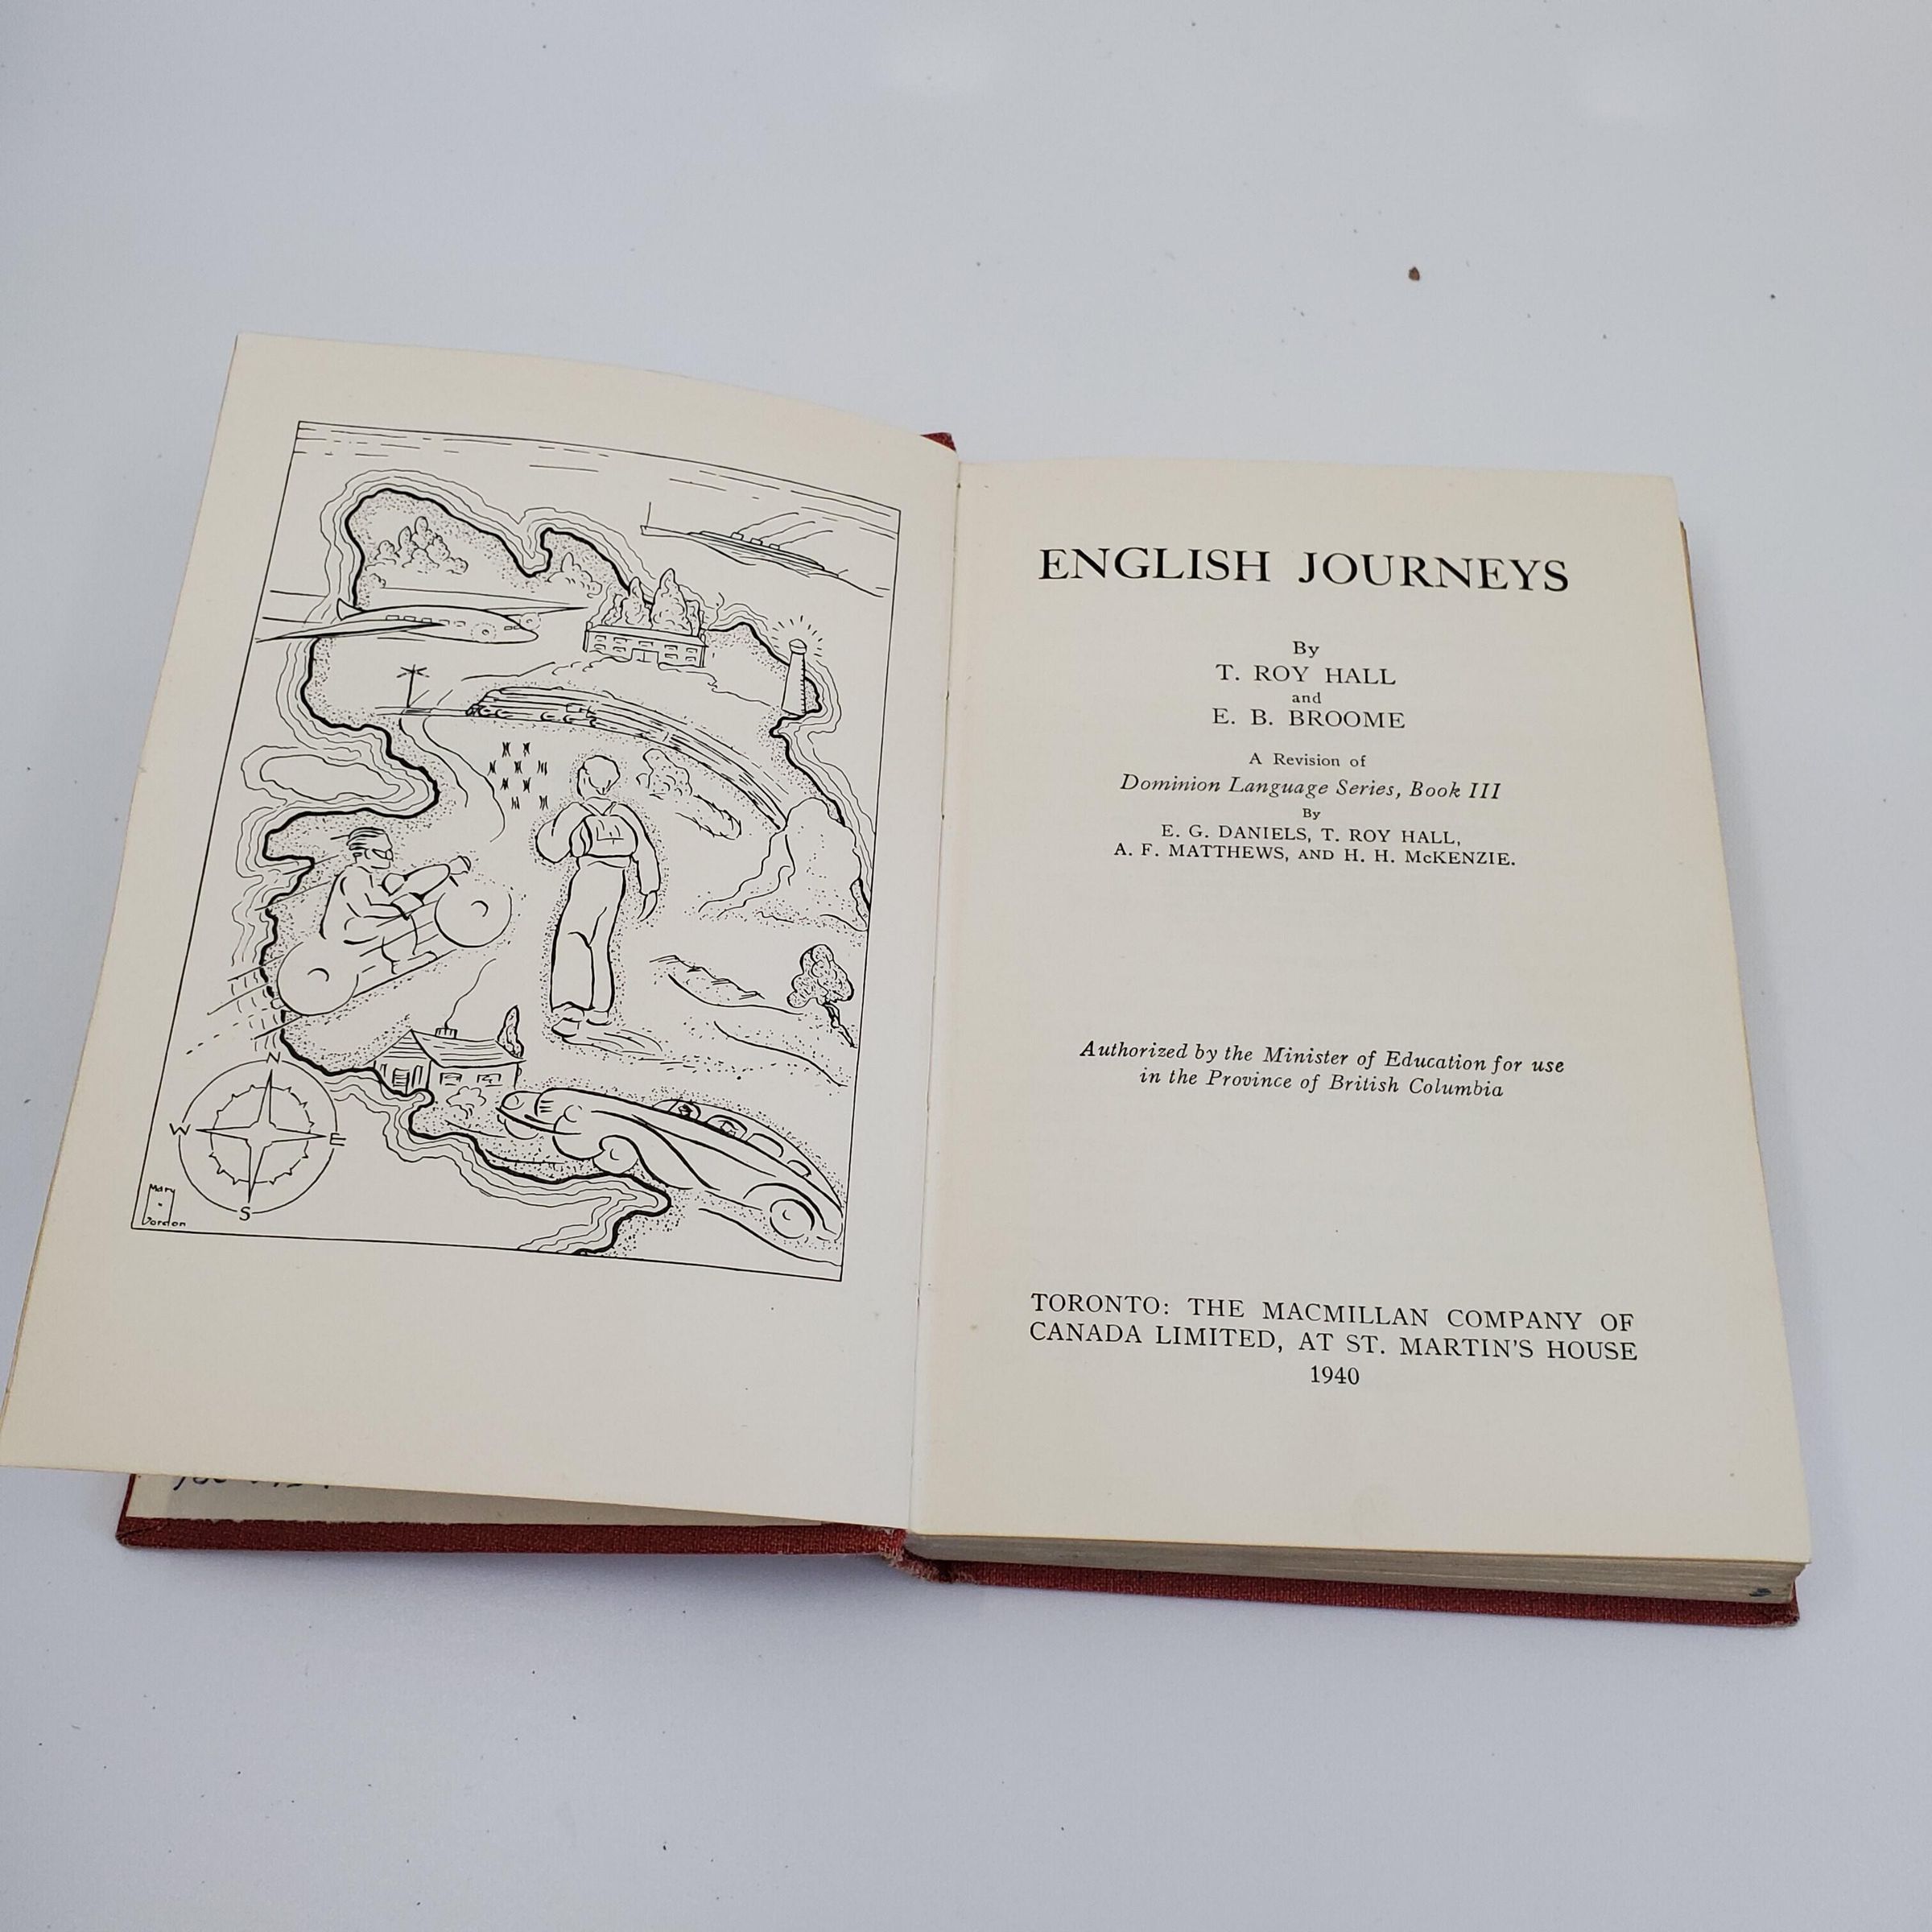 N
W
E
S
Mary
Gordon
ENGLISH JOURNEYS
By
T. ROY HALL
and
E. B. BROOME
A Revision of
Dominion Language Series, Book III
By
E. G. DANIELS, T. ROY HALL,
A. F. MATTHEWS, AND H. H. McKENZIE.
Authorized by the Minister of Education for use
in the Province of British Columbia
TORONTO: THE MACMILLAN COMPANY OF
CANADA LIMITED, AT ST. MARTIN'S HOUSE
1940